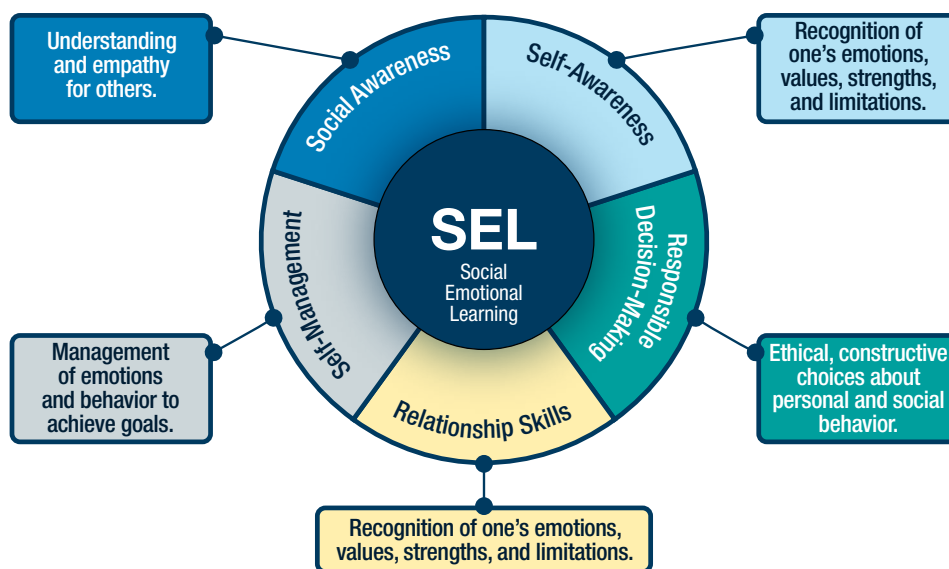 Understanding
and empathy
for others.
Social Awareness
Self-Awareness
Recognition of
one’s emotions,
values, strengths,
and limitations.
SEL
Social
Emotional
Learning
Self-Management
Responsible
Decision-Making
Management
of emotions
and behavior to
achieve goals.
Relationship Skills
Ethical, constructive
choices about
personal and social
behavior.
Recognition of one’s emotions,
values, strengths, and limitations.